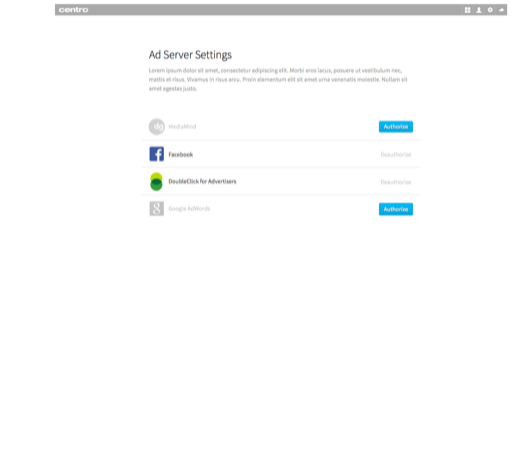 centro
Ad Server Settings
Lorem ipsum dolor sit amet, consectetur adipiscing elit. Morbi eros lacus, posuere ut vestibulum nec,
mattis et risus. Vivamus in risus arcu. Proin elementum elit sit amet urna venenatis molestie. Nullam sit
amet egestas justo.
dg MediaMind Authorize
Facebook Deauthorize
DoubleClick for Advertisers Deauthorize
8 Google AdWords Authorize